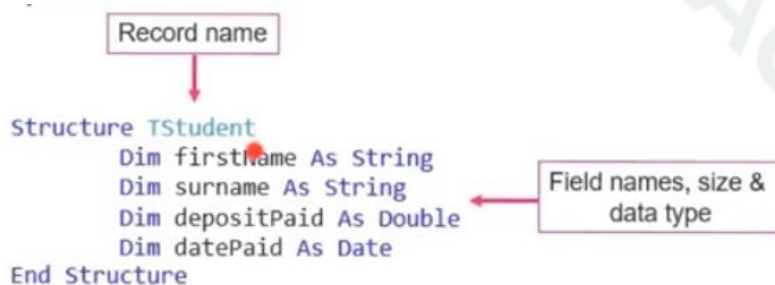 Record name
Structure TStudent
Dim firstName As String
Dim surname As String
Dim depositPaid As Double
Dim datePaid As Date
End Structure
Field names, size &
data type